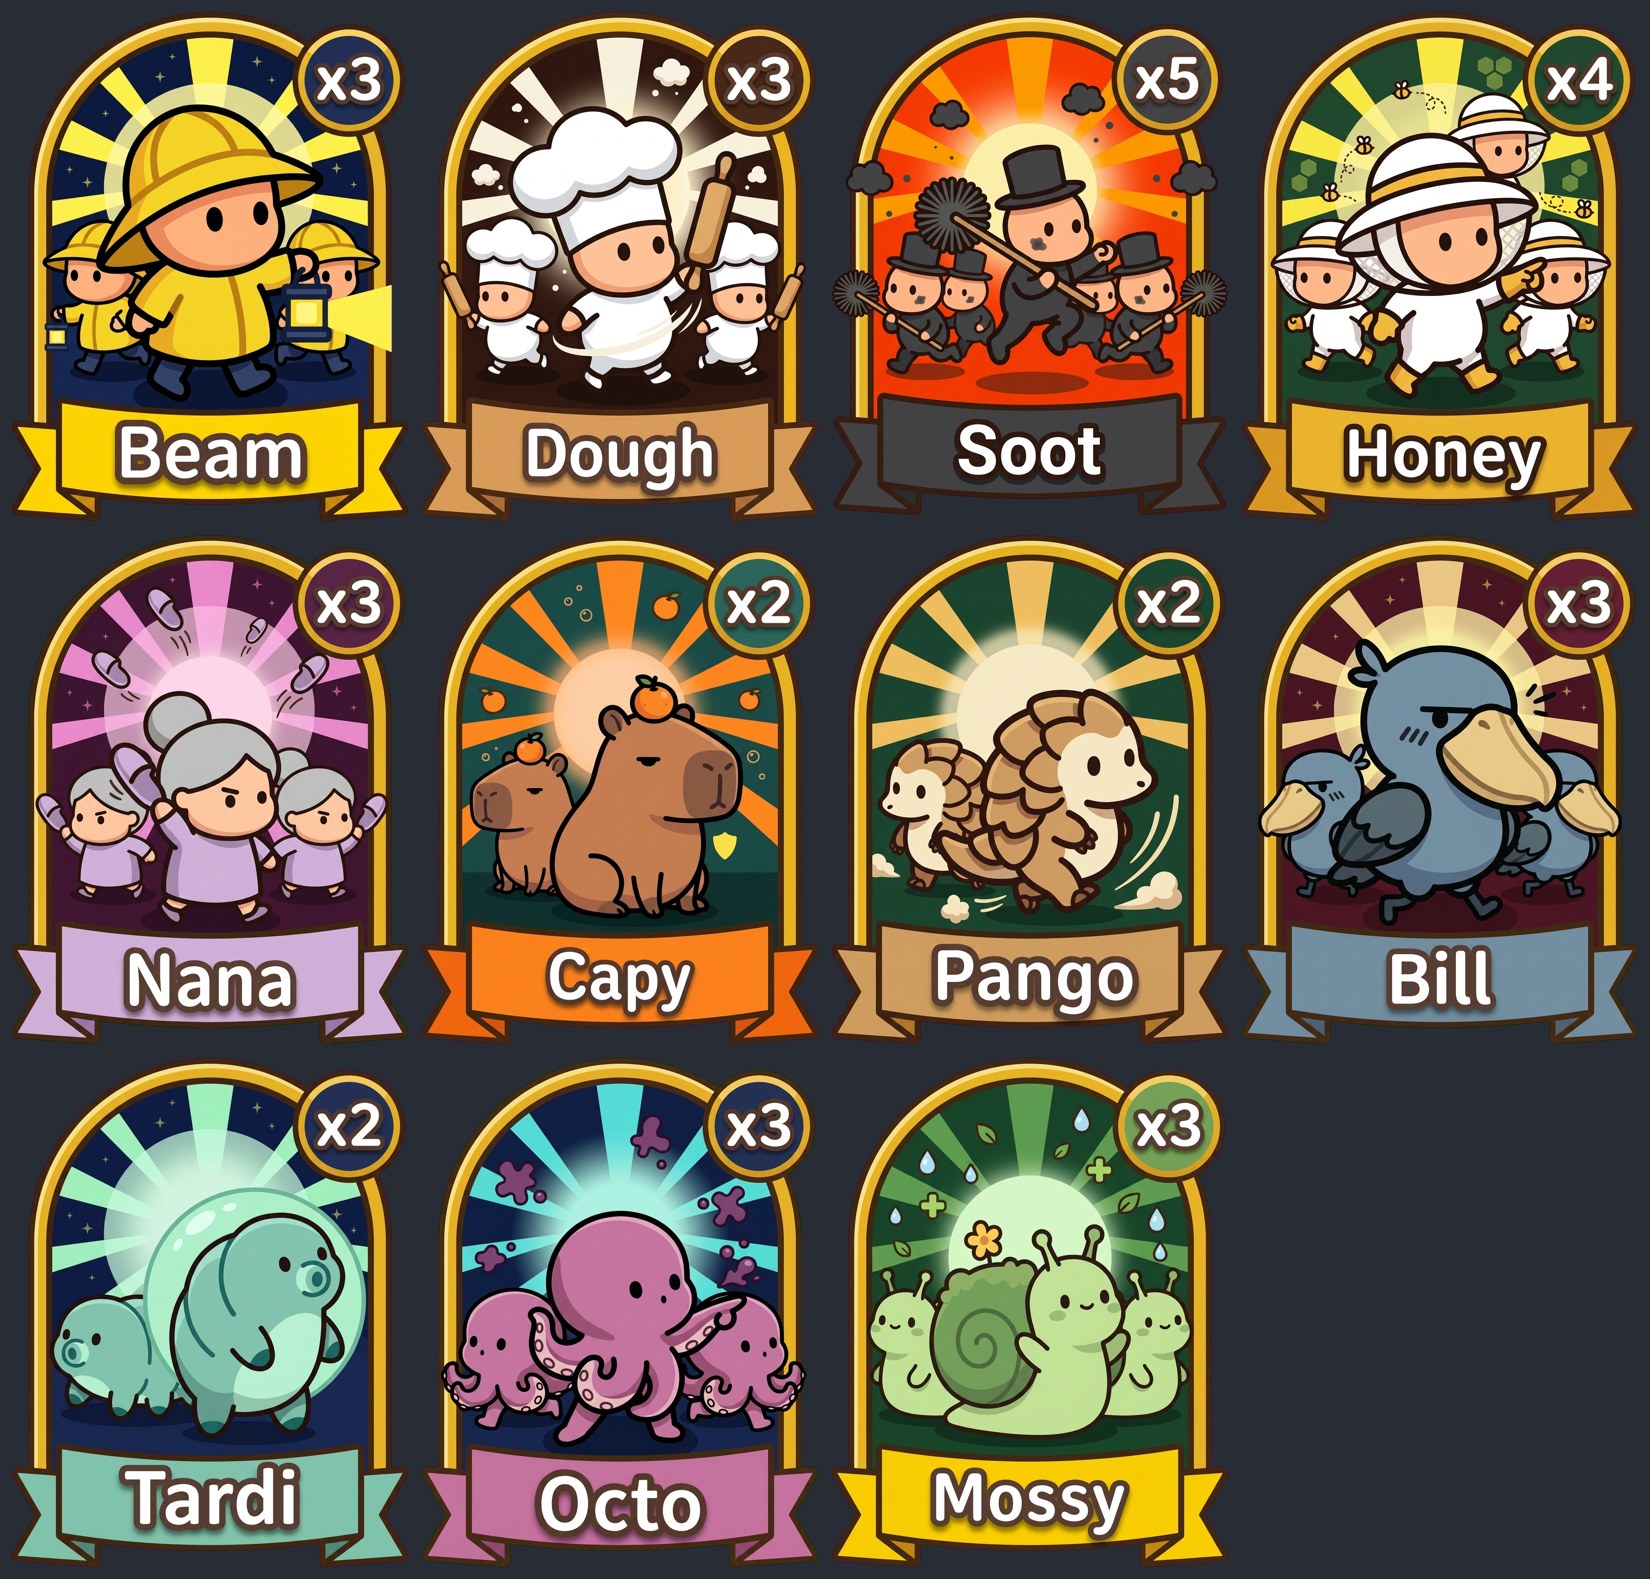 x3
Beam
x3
Dough
x5
Soot
x4
Honey
x3
Nana
x2
Capy
x2
Pango
x3
Bill
x2
Tardi
x3
Octo
x3
Mossy